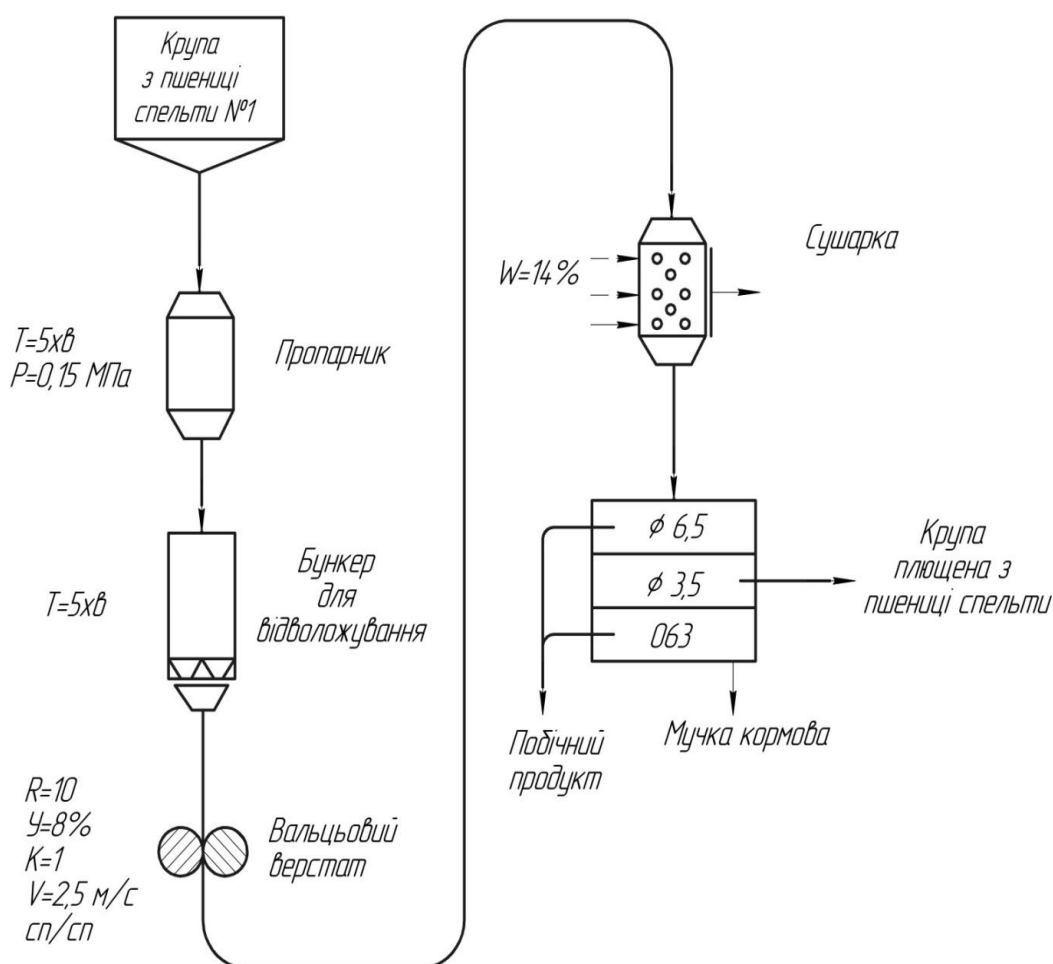 Крупа
з пшениці
спельти №1
Т=5хв
Р=0,15 МПа
Пропарник
Т=5хв
Бункер
для
відволожування
R=10
У=8%
К=1
V=2,5 м/с
сп/сп
Вальцьовий
верстат
W=14%
Сушарка
ϕ 6,5
ϕ 3,5
063
Крупа
плющена з
пшениці спельти
Побічний
продукт
Мучка кормова